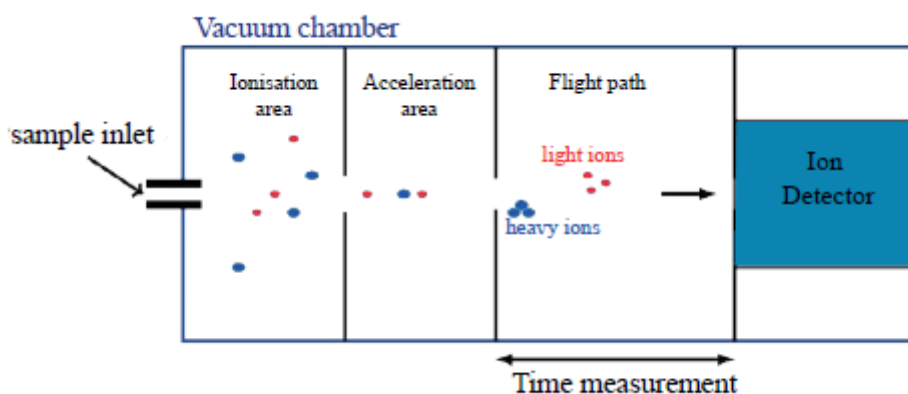 Vacuum chamber
Ionisation
area
Acceleration
area
Flight path
sample inlet
light ions
Ion
Detector
heavy ions
Time measurement